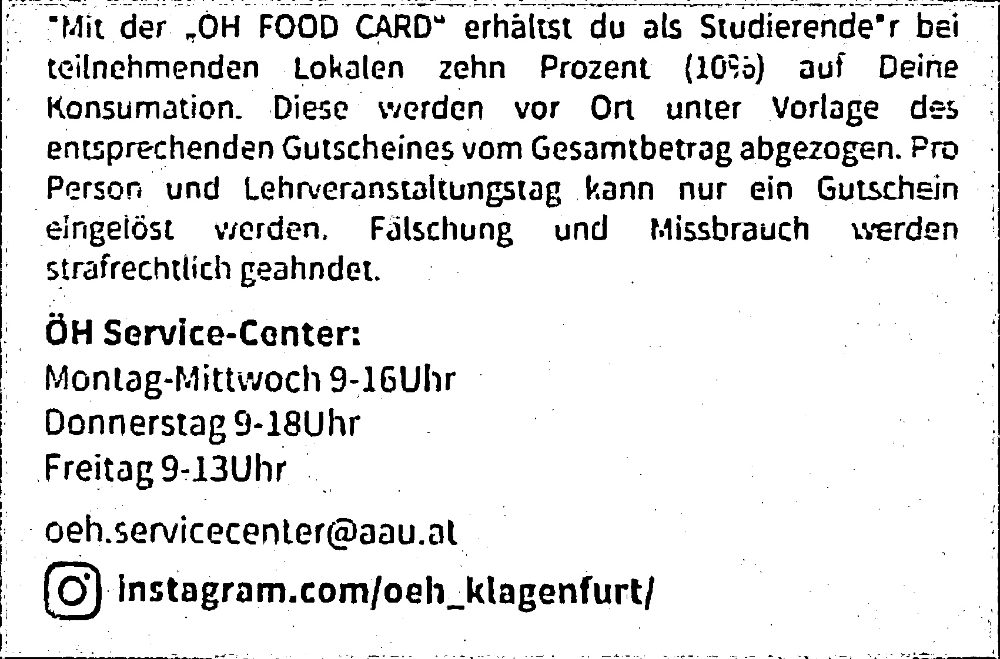 *Mit der „ÖH FOOD CARD“ erhältst du als Studierende*r bei
teilnehmenden Lokalen zehn Prozent (10%) auf Deine
Konsumation. Diese werden vor Ort unter Vorlage des
entsprechenden Gutscheines vom Gesamtbetrag abgezogen. Pro
Person und Lehrveranstaltungstag kann nur ein Gutschein
eingelöst werden. Fälschung und Missbrauch werden
strafrechtlich geahndet.
ÖH Service-Center:
Montag-Mittwoch 9-16Uhr
Donnerstag 9-18Uhr
Freitag 9-13Uhr
oeh.servicecenter@aau.at
instagram.com/oeh_klagenfurt/